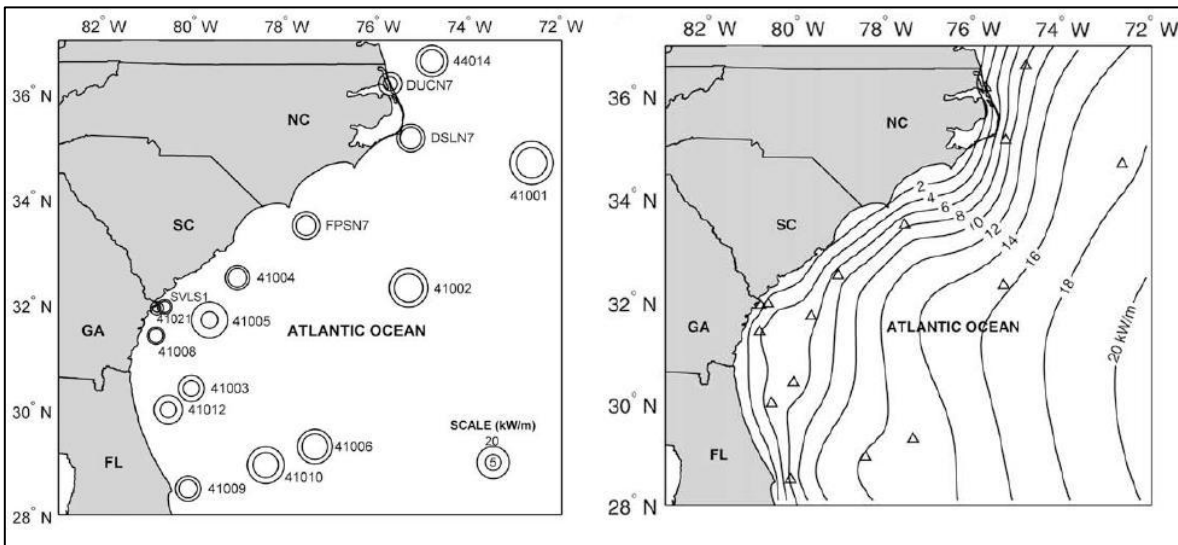 82° W 80° W 78° W 76° W 74° W 72° W
36° N
34° N
32° N
30° N
28° N
44014
DUCN7
NC
DSLN7
41001
SC
FPSN7
41004
41002
SVLS1
41021
41005
ATLANTIC OCEAN
GA
41008
41003
41012
SCALE (kW/m)
20
5
41006
FL
41010
41009
82° W 80° W 78° W 76° W 74° W 72° W
36° N
34° N
32° N
30° N
28° N
NC
2
4
6
8
10
12
14
16
18
20 kW/m
SC
GA
ATLANTIC OCEAN
FL